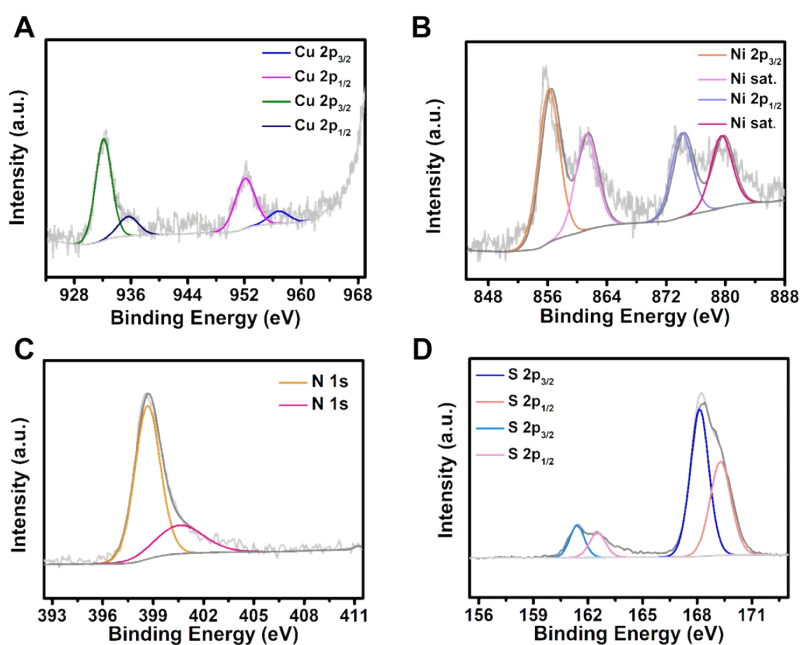 A
Cu 2p3/2
Cu 2p1/2
Cu 2p3/2
Cu 2p1/2
Intensity (a.u.)
928 936 944 952 960 968
Binding Energy (eV)
B
Ni 2p3/2
Ni sat.
Ni 2p1/2
Ni sat.
Intensity (a.u.)
848 856 864 872 880 888
Binding Energy (eV)
C
N 1s
N 1s
Intensity (a.u.)
393 396 399 402 405 408 411
Binding Energy (eV)
D
S 2p3/2
S 2p1/2
S 2p3/2
S 2p1/2
Intensity (a.u.)
156 159 162 165 168 171
Binding Energy (eV)